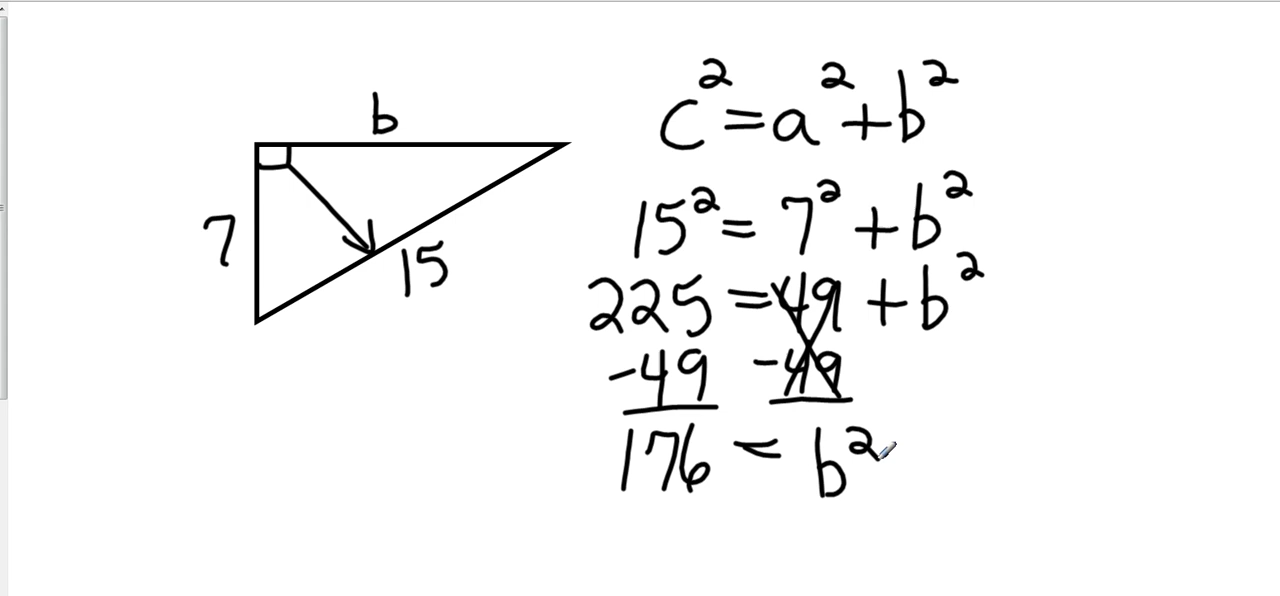 b
7
15
c² = a² + b²
15² = 7² + b²
225 = 49 + b²
-49 -49
176 = b²